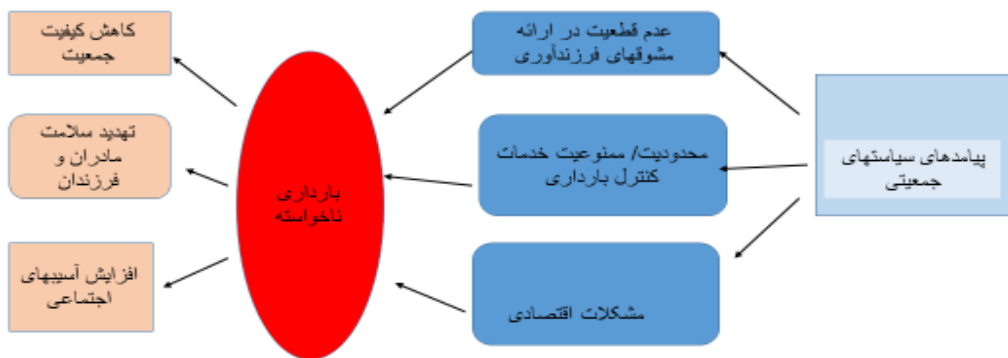 پیامدهای سیاستهای
جمعیتی
عدم قطعیت در ارائه
مشوقهای فرزندآوری
محدودیت/ ممنوعیت خدمات
کنترل بارداری
مشکلات اقتصادی
بارداری
ناخواسته
کاهش کیفیت
جمعیت
تهدید سلامت
مادران و
فرزندان
افزایش آسیبهای
اجتماعی